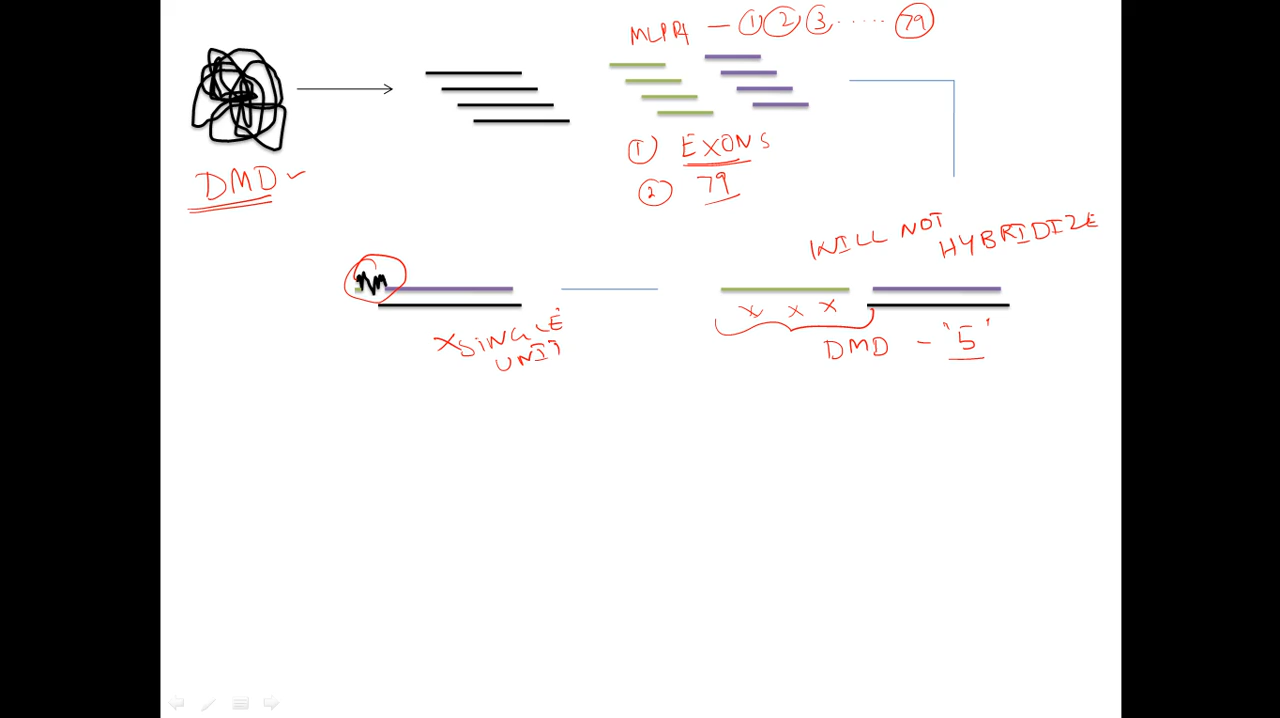 MLPA – ① ② ③ ...... 79
① EXONS
② 79
DMD ✓
WILL NOT HYBRIDIZE
x x x
X SINGLE
UNIT
DMD - '5'